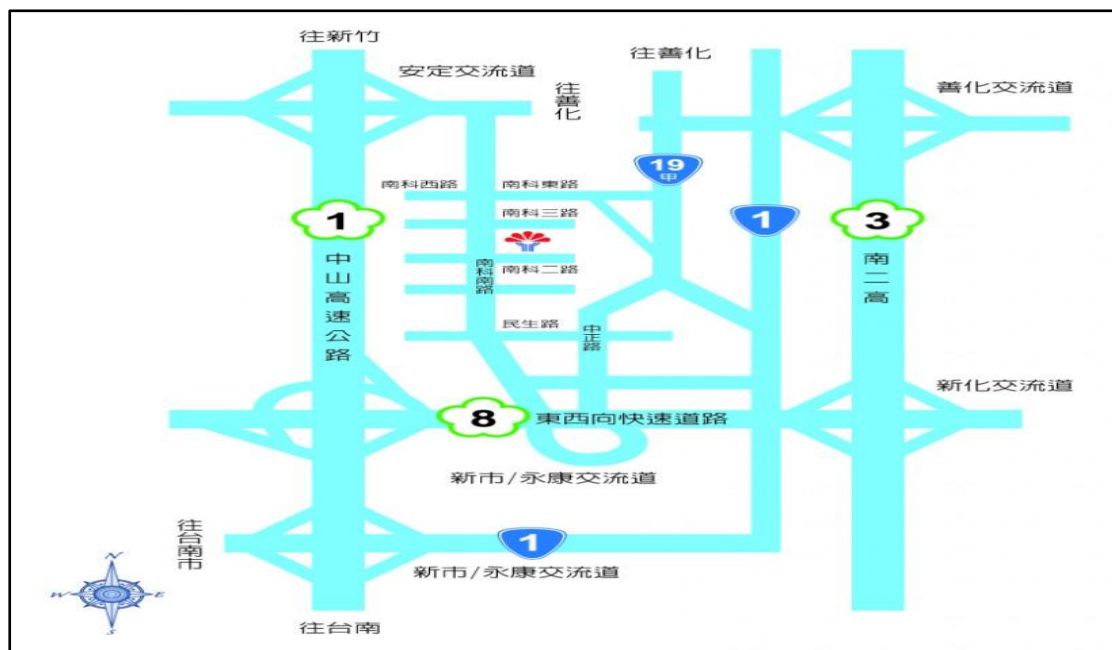 往新竹
往善化
安定交流道
往善化
善化交流道
19
甲
南科西路
南科東路
1
南科三路
1
3
中山高速公路
南科南路
南科二路
南二高
民生路
中正路
新化交流道
8
東西向快速道路
新市/永康交流道
往台南市
1
新市/永康交流道
N
W
E
S
往台南